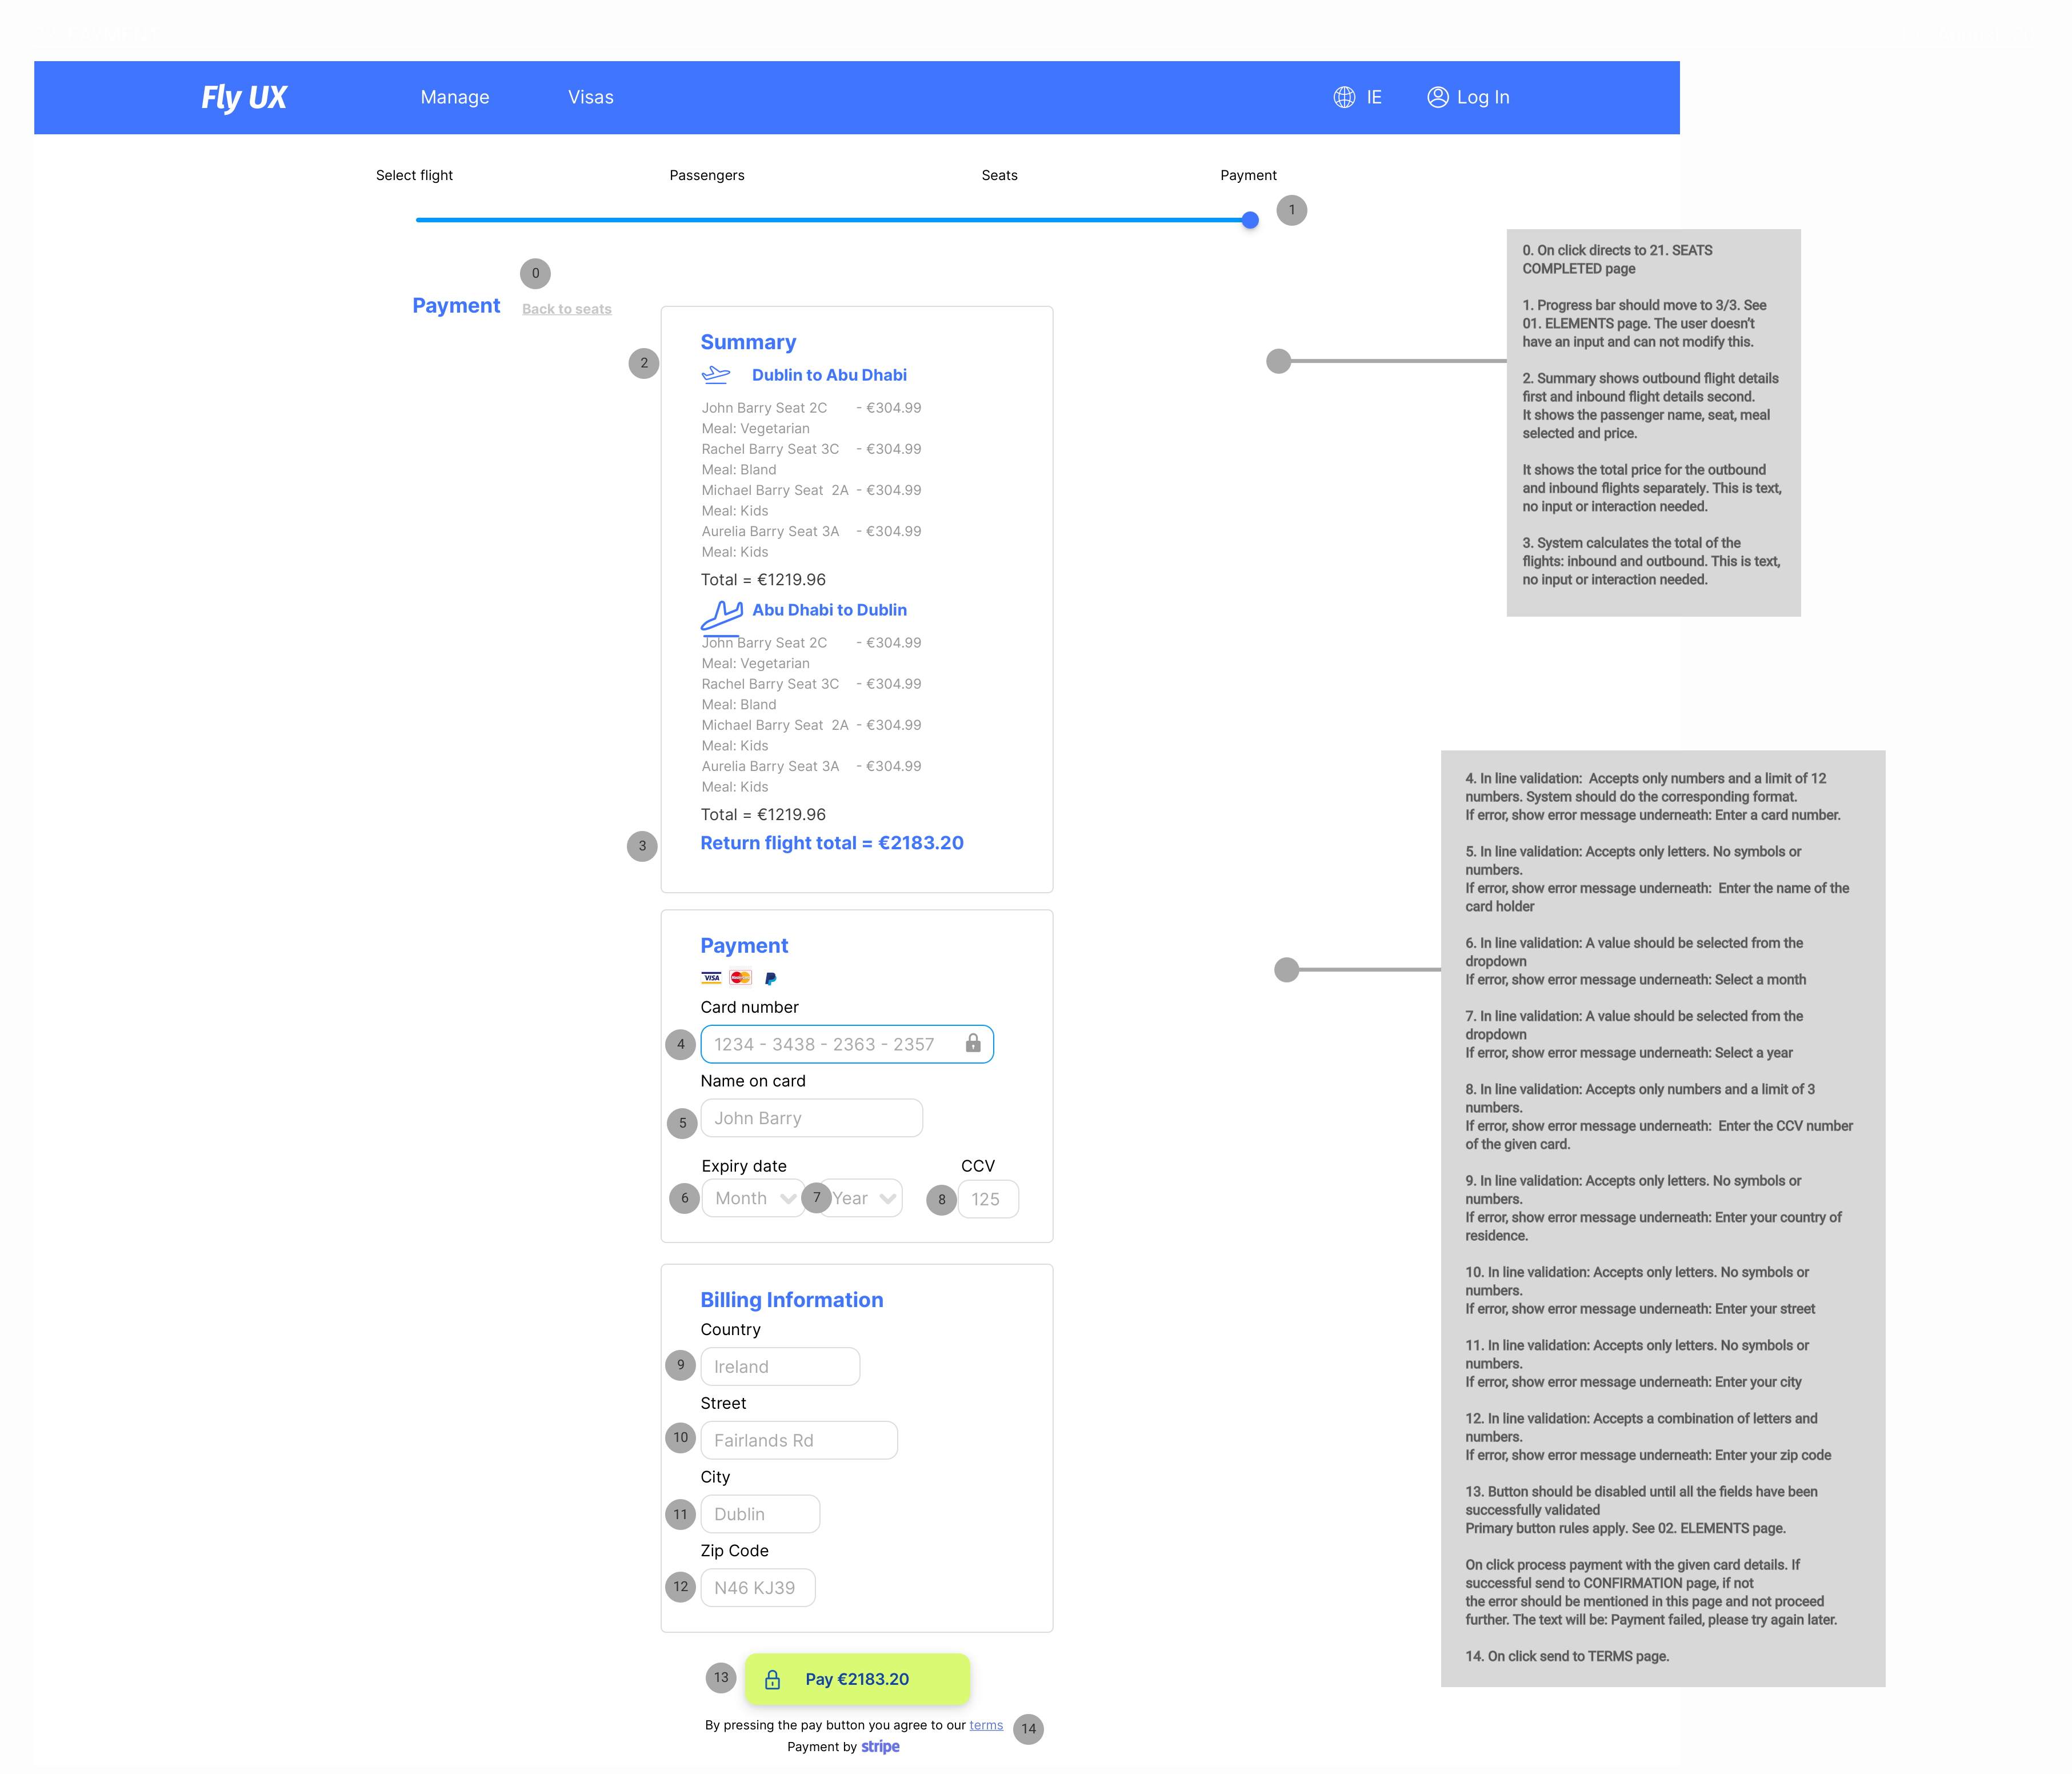 Fly UX
Manage
Visas
IE
Log In
Select flight
Passengers
Seats
Payment
1
0
Payment
Back to seats
2
Summary
Dublin to Abu Dhabi
John Barry Seat 2C - €304.99
Meal: Vegetarian
Rachel Barry Seat 3C - €304.99
Meal: Bland
Michael Barry Seat 2A - €304.99
Meal: Kids
Aurelia Barry Seat 3A - €304.99
Meal: Kids
Total = €1219.96
Abu Dhabi to Dublin
John Barry Seat 2C - €304.99
Meal: Vegetarian
Rachel Barry Seat 3C - €304.99
Meal: Bland
Michael Barry Seat 2A - €304.99
Meal: Kids
Aurelia Barry Seat 3A - €304.99
Meal: Kids
Total = €1219.96
3
Return flight total = €2183.20
Payment
VISA
Card number
4
1234 - 3438 - 2363 - 2357
Name on card
5
John Barry
Expiry date
CCV
6
Month
7
Year
8
125
Billing Information
Country
9
Ireland
Street
10
Fairlands Rd
City
11
Dublin
Zip Code
12
N46 KJ39
13
Pay €2183.20
By pressing the pay button you agree to our terms
14
Payment by stripe
0. On click directs to 21. SEATS
COMPLETED page
1. Progress bar should move to 3/3. See
01. ELEMENTS page. The user doesn't
have an input and can not modify this.
2. Summary shows outbound flight details
first and inbound flight details second.
It shows the passenger name, seat, meal
selected and price.
It shows the total price for the outbound
and inbound flights separately. This is text,
no input or interaction needed.
3. System calculates the total of the
flights: inbound and outbound. This is text,
no input or interaction needed.
4. In line validation: Accepts only numbers and a limit of 12
numbers. System should do the corresponding format.
If error, show error message underneath: Enter a card number.
5. In line validation: Accepts only letters. No symbols or
numbers.
If error, show error message underneath: Enter the name of the
card holder
6. In line validation: A value should be selected from the
dropdown
If error, show error message underneath: Select a month
7. In line validation: A value should be selected from the
dropdown
If error, show error message underneath: Select a year
8. In line validation: Accepts only numbers and a limit of 3
numbers.
If error, show error message underneath: Enter the CCV number
of the given card.
9. In line validation: Accepts only letters. No symbols or
numbers.
If error, show error message underneath: Enter your country of
residence.
10. In line validation: Accepts only letters. No symbols or
numbers.
If error, show error message underneath: Enter your street
11. In line validation: Accepts only letters. No symbols or
numbers.
If error, show error message underneath: Enter your city
12. In line validation: Accepts a combination of letters and
numbers.
If error, show error message underneath: Enter your zip code
13. Button should be disabled until all the fields have been
successfully validated
Primary button rules apply. See 02. ELEMENTS page.
On click process payment with the given card details. If
successful send to CONFIRMATION page, if not
the error should be mentioned in this page and not proceed
further. The text will be: Payment failed, please try again later.
14. On click send to TERMS page.